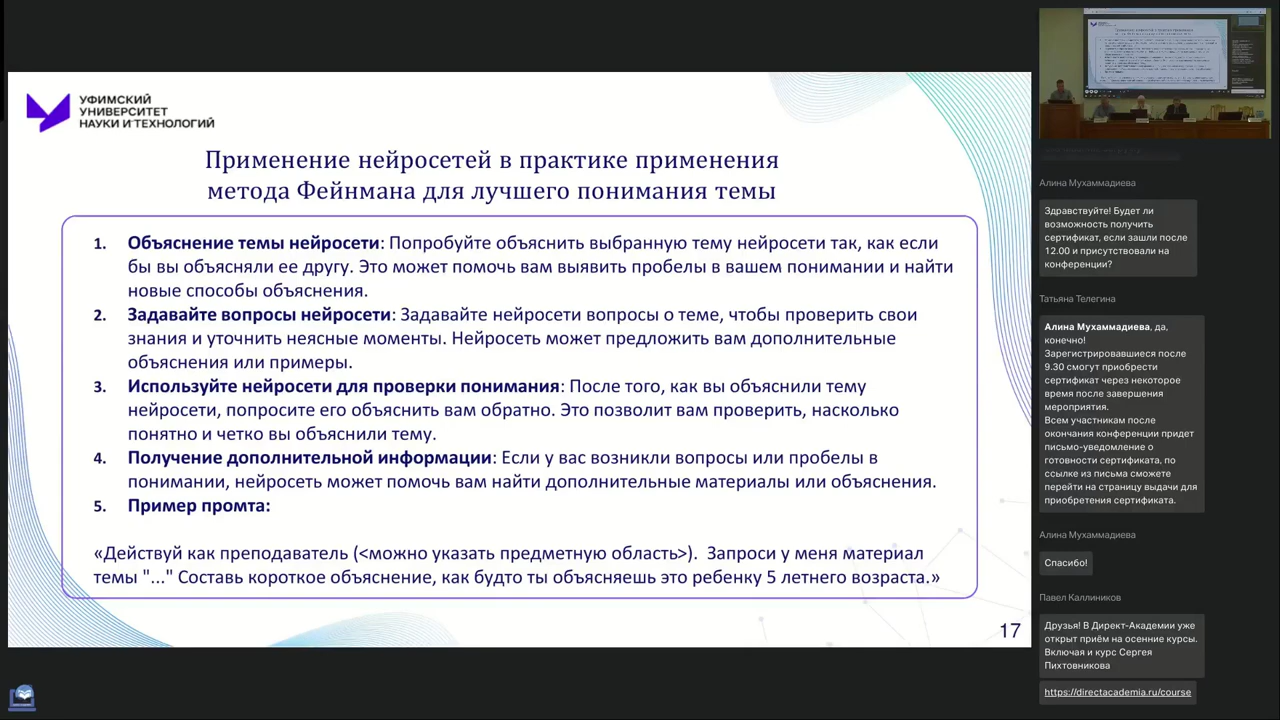 УФИМСКИЙ
УНИВЕРСИТЕТ
НАУКИ И ТЕХНОЛОГИЙ
Применение нейросетей в практике применения
метода Фейнмана для лучшего понимания темы
1. Объяснение темы нейросети: Попробуйте объяснить выбранную тему нейросети так, как если
бы вы объясняли ее другу. Это может помочь вам выявить пробелы в вашем понимании и найти
новые способы объяснения.
2. Задавайте вопросы нейросети: Задавайте нейросети вопросы о теме, чтобы проверить свои
знания и уточнить неясные моменты. Нейросеть может предложить вам дополнительные
объяснения или примеры.
3. Используйте нейросети для проверки понимания: После того, как вы объяснили тему
нейросети, попросите его объяснить вам обратно. Это позволит вам проверить, насколько
понятно и четко вы объяснили тему.
4. Получение дополнительной информации: Если у вас возникли вопросы или пробелы в
понимании, нейросеть может помочь вам найти дополнительные материалы или объяснения.
5. Пример промта:
«Действуй как преподаватель (<можно указать предметную область>). Запроси у меня материал
темы "..." Составь короткое объяснение, как будто ты объясняешь это ребенку 5 летнего возраста.»
17
Алина Мухаммадиева
Здравствуйте! Будет ли
возможность получить
сертификат, если зашли после
12.00 и присутствовали на
конференции?
Татьяна Телегина
Алина Мухаммадиева, да,
конечно!
Зарегистрировавшиеся после
9.30 смогут приобрести
сертификат через некоторое
время после завершения
мероприятия.
Всем участникам после
окончания конференции придет
письмо-уведомление о
готовности сертификата, по
ссылке из письма сможете
перейти на страницу выдачи для
приобретения сертификата.
Алина Мухаммадиева
Спасибо!
Павел Каллиников
Друзья! В Директ-Академии уже
открыт приём на осенние курсы.
Включая и курс Сергея
Пихтовникова
https://directacademia.ru/course